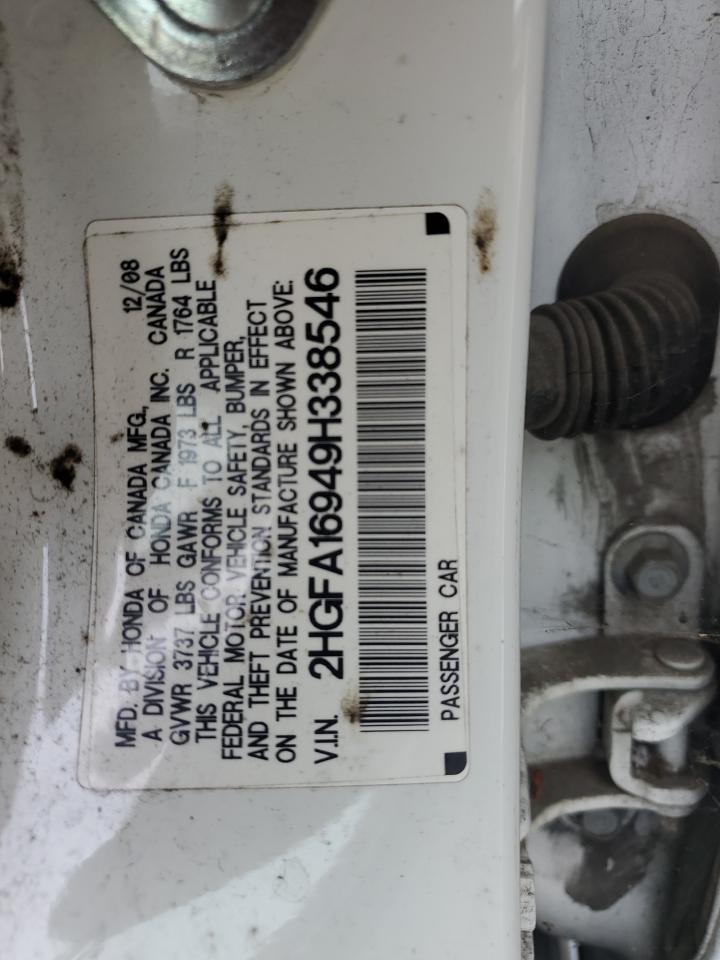 MFD. BY HONDA OF CANADA MFG., 12/08
A DIVISION OF HONDA CANADA INC. CANADA
GVWR 3737 LBS GAWR F 1973 LBS R 1764 LBS
THIS VEHICLE CONFORMS TO ALL APPLICABLE
FEDERAL MOTOR VEHICLE SAFETY, BUMPER,
AND THEFT PREVENTION STANDARDS IN EFFECT
ON THE DATE OF MANUFACTURE SHOWN ABOVE:
V.I.N. 2HGFA16949H338546
PASSENGER CAR